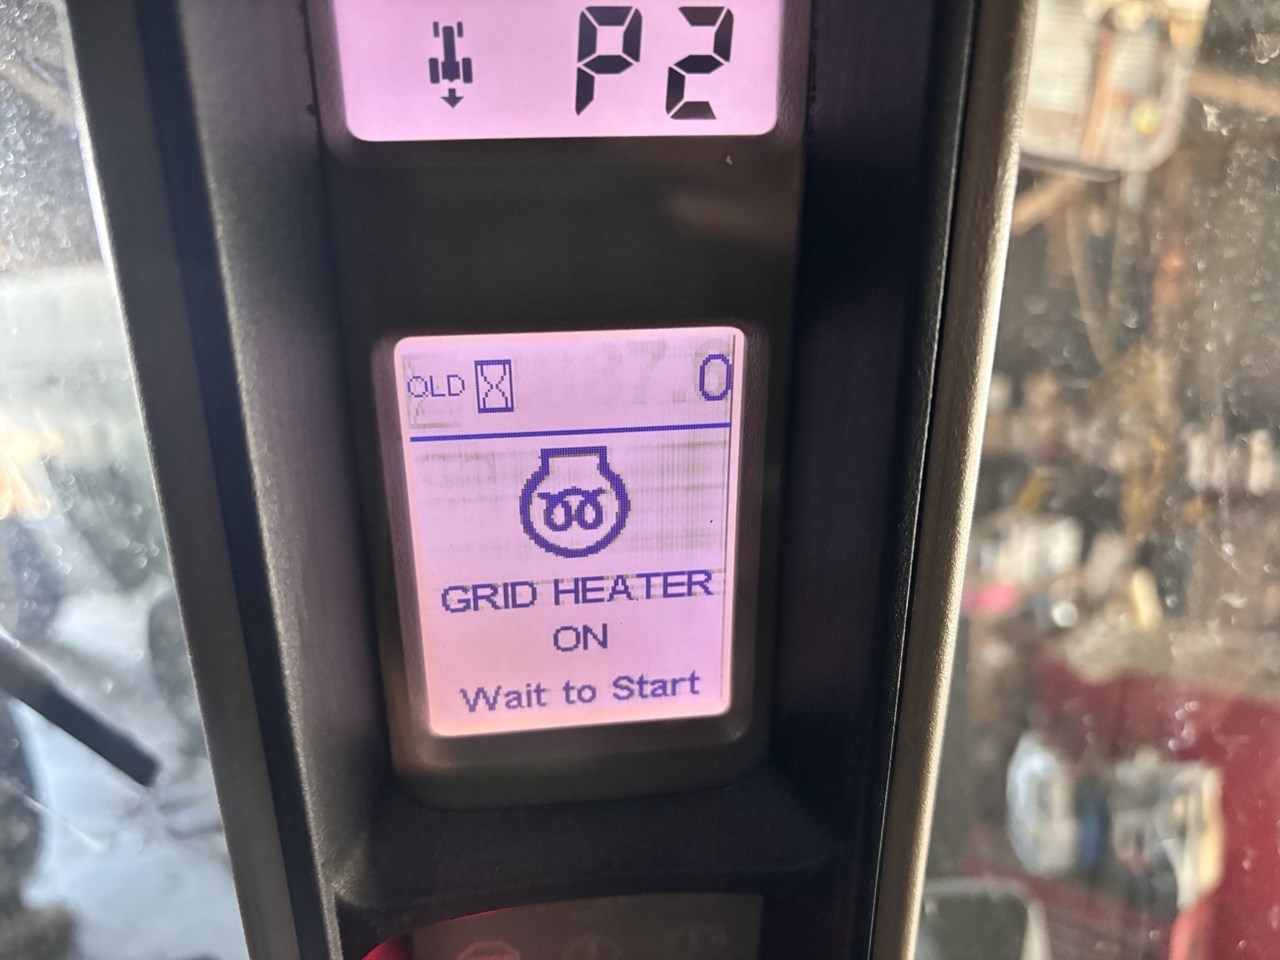 P2
OLD 0
GRID HEATER
ON
Wait to Start